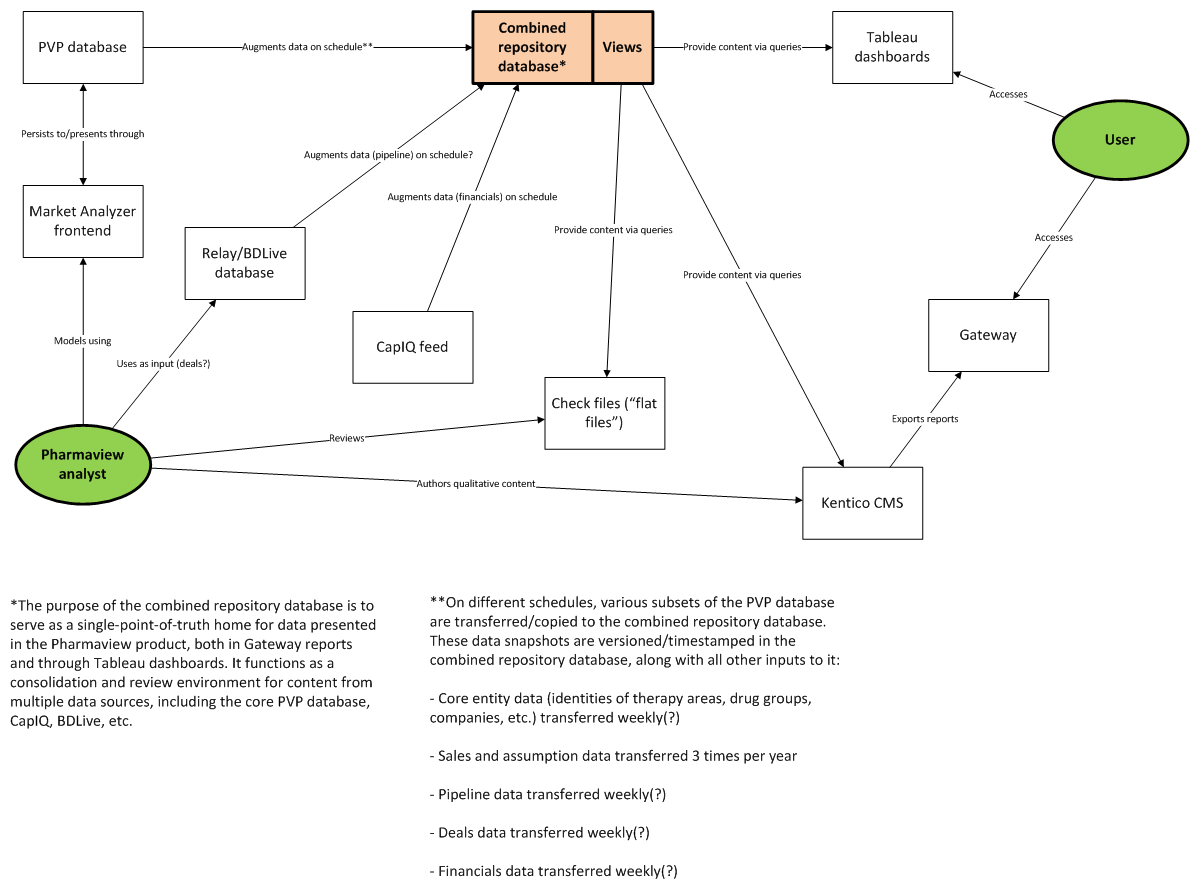 PVP database
Augments data on schedule**
Combined
repository
database*
Views
Provide content via queries
Tableau
dashboards
Accesses
User
Persists to/presents through
Augments data (pipeline) on schedule?
Market Analyzer
frontend
Augments data (financials) on schedule
Provide content via queries
Relay/BDLive
database
Accesses
Provide content via queries
Models using
CapIQ feed
Gateway
Uses as input (deals?)
Check files (“flat
files”)
Exports reports
Reviews
Pharmaview
analyst
Authors qualitative content
Kentico CMS
*The purpose of the combined repository database is to
serve as a single-point-of-truth home for data presented
in the Pharmaview product, both in Gateway reports
and through Tableau dashboards. It functions as a
consolidation and review environment for content from
multiple data sources, including the core PVP database,
CapIQ, BDLive, etc.
**On different schedules, various subsets of the PVP database
are transferred/copied to the combined repository database.
These data snapshots are versioned/timestamped in the
combined repository database, along with all other inputs to it:
- Core entity data (identities of therapy areas, drug groups,
companies, etc.) transferred weekly(?)
- Sales and assumption data transferred 3 times per year
- Pipeline data transferred weekly(?)
- Deals data transferred weekly(?)
- Financials data transferred weekly(?)